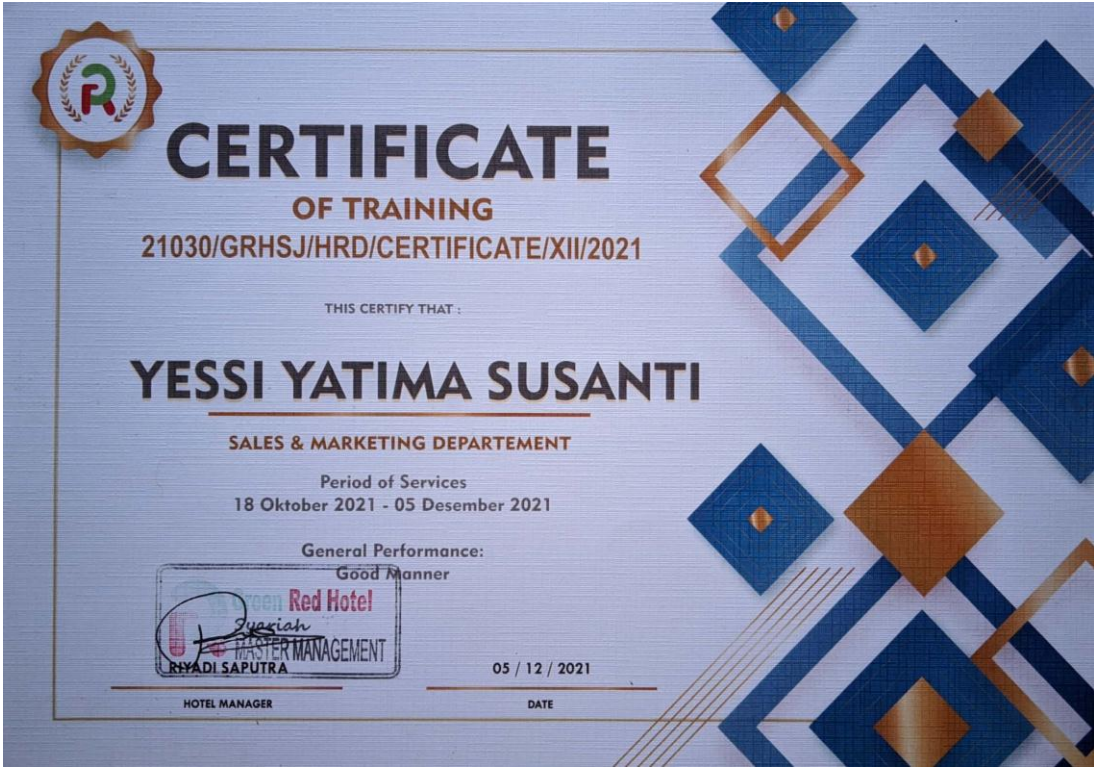 CERTIFICATE
OF TRAINING
21030/GRHSJ/HRD/CERTIFICATE/XII/2021
THIS CERTIFY THAT :
YESSI YATIMA SUSANTI
SALES & MARKETING DEPARTEMENT
Period of Services
18 Oktober 2021 - 05 Desember 2021
General Performance:
Good Manner
Green Red Hotel
Syariah
MASTER MANAGEMENT
RIYADI SAPUTRA
05 / 12 / 2021
HOTEL MANAGER
DATE